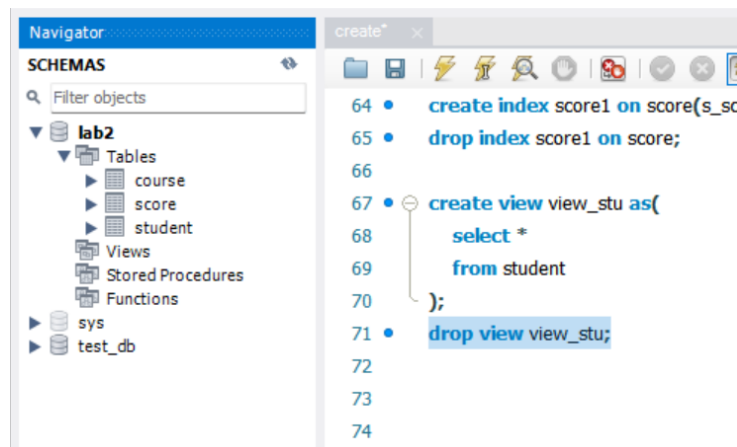 Navigator
SCHEMAS
Filter objects
lab2
Tables
course
score
student
Views
Stored Procedures
Functions
sys
test_db
create*
64 create index score1 on score(s_sc
65 drop index score1 on score;
66
67 create view view_stu as(
68 select *
69 from student
70 );
71 drop view view_stu;
72
73
74